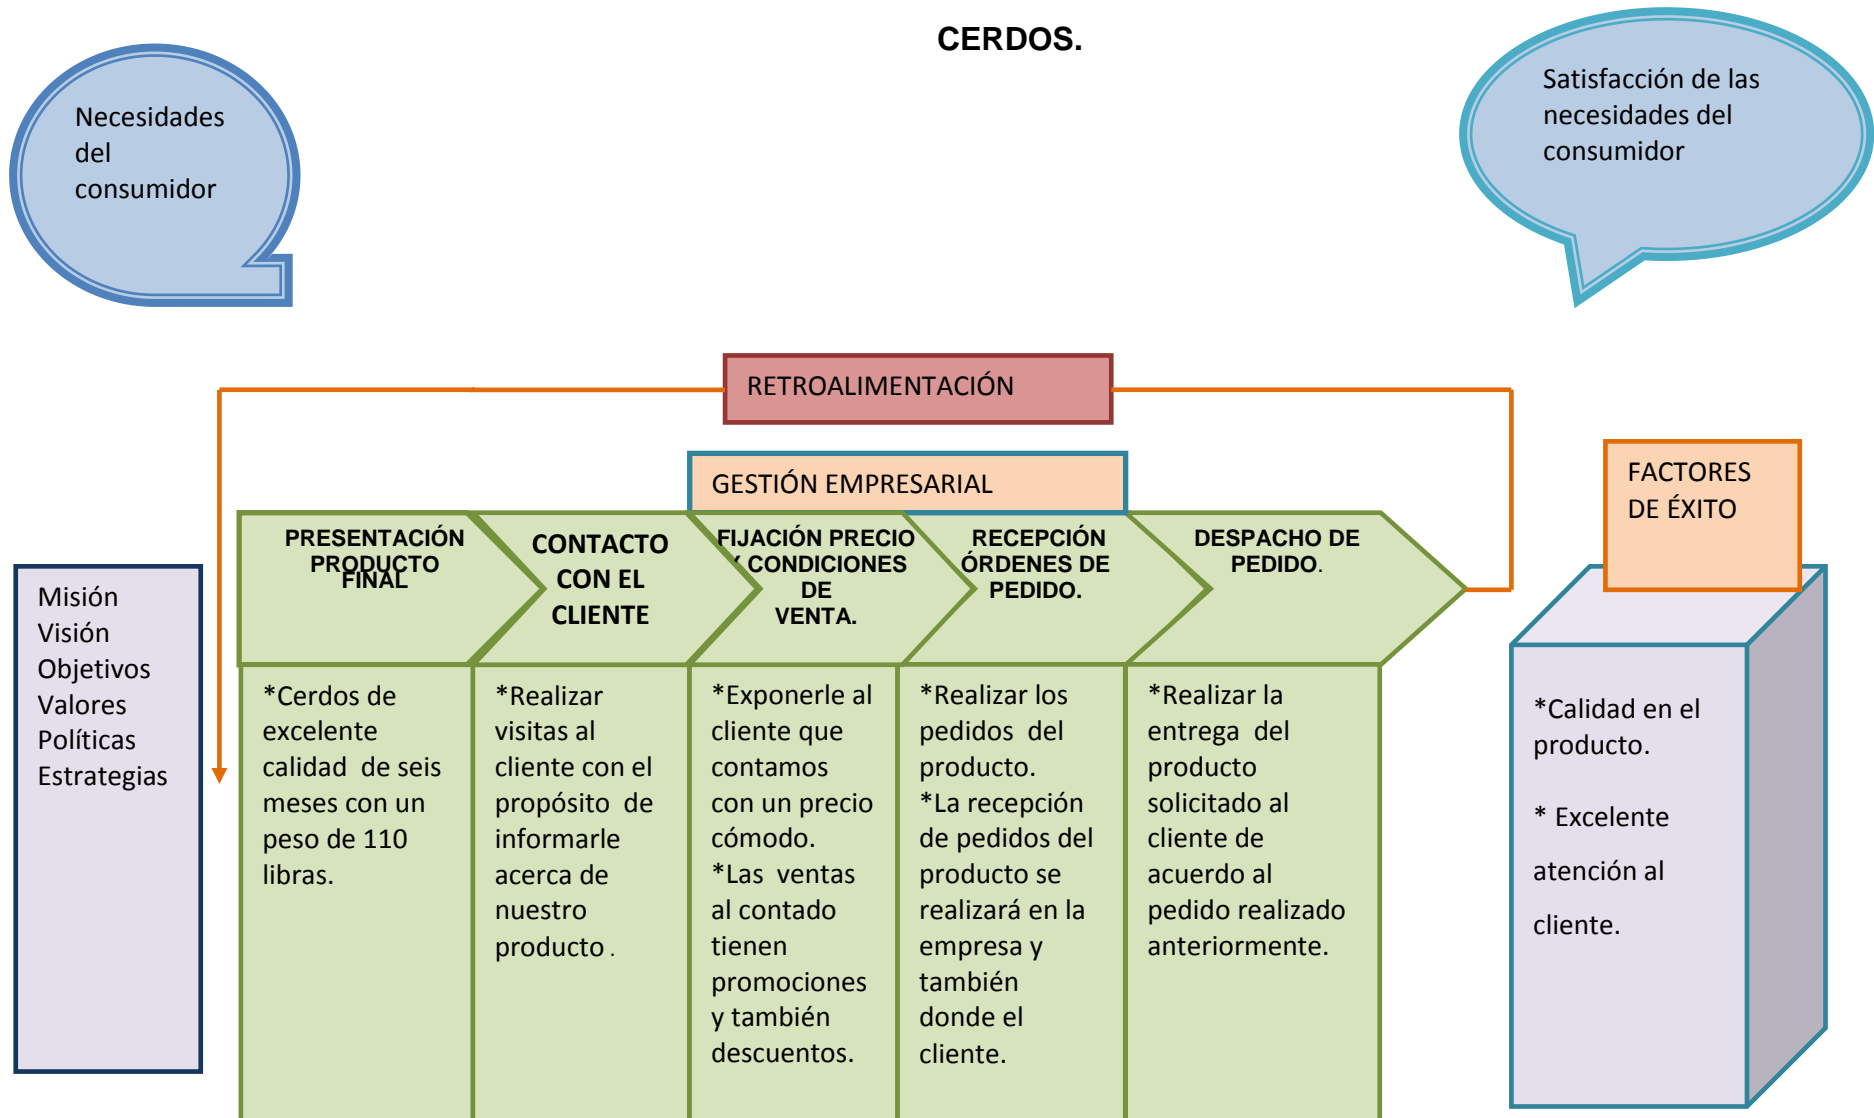 CERDOS.
Necesidades
del
consumidor
Satisfacción de las
necesidades del
consumidor
RETROALIMENTACIÓN
GESTIÓN EMPRESARIAL
FACTORES
DE ÉXITO
Misión
Visión
Objetivos
Valores
Políticas
Estrategias
PRESENTACIÓN
PRODUCTO
FINAL
*Cerdos de
excelente
calidad de seis
meses con un
peso de 110
libras.
CONTACTO
CON EL
CLIENTE
*Realizar
visitas al
cliente con el
propósito de
informarle
acerca de
nuestro
producto .
FIJACIÓN PRECIO
Y CONDICIONES
DE
VENTA.
*Exponerle al
cliente que
contamos
con un precio
cómodo.
*Las ventas
al contado
tienen
promociones
y también
descuentos.
RECEPCIÓN
ÓRDENES DE
PEDIDO.
*Realizar los
pedidos del
producto.
*La recepción
de pedidos del
producto se
realizará en la
empresa y
también
donde el
cliente.
DESPACHO DE
PEDIDO.
*Realizar la
entrega del
producto
solicitado al
cliente de
acuerdo al
pedido realizado
anteriormente.
*Calidad en el
producto.
* Excelente
atención al
cliente.